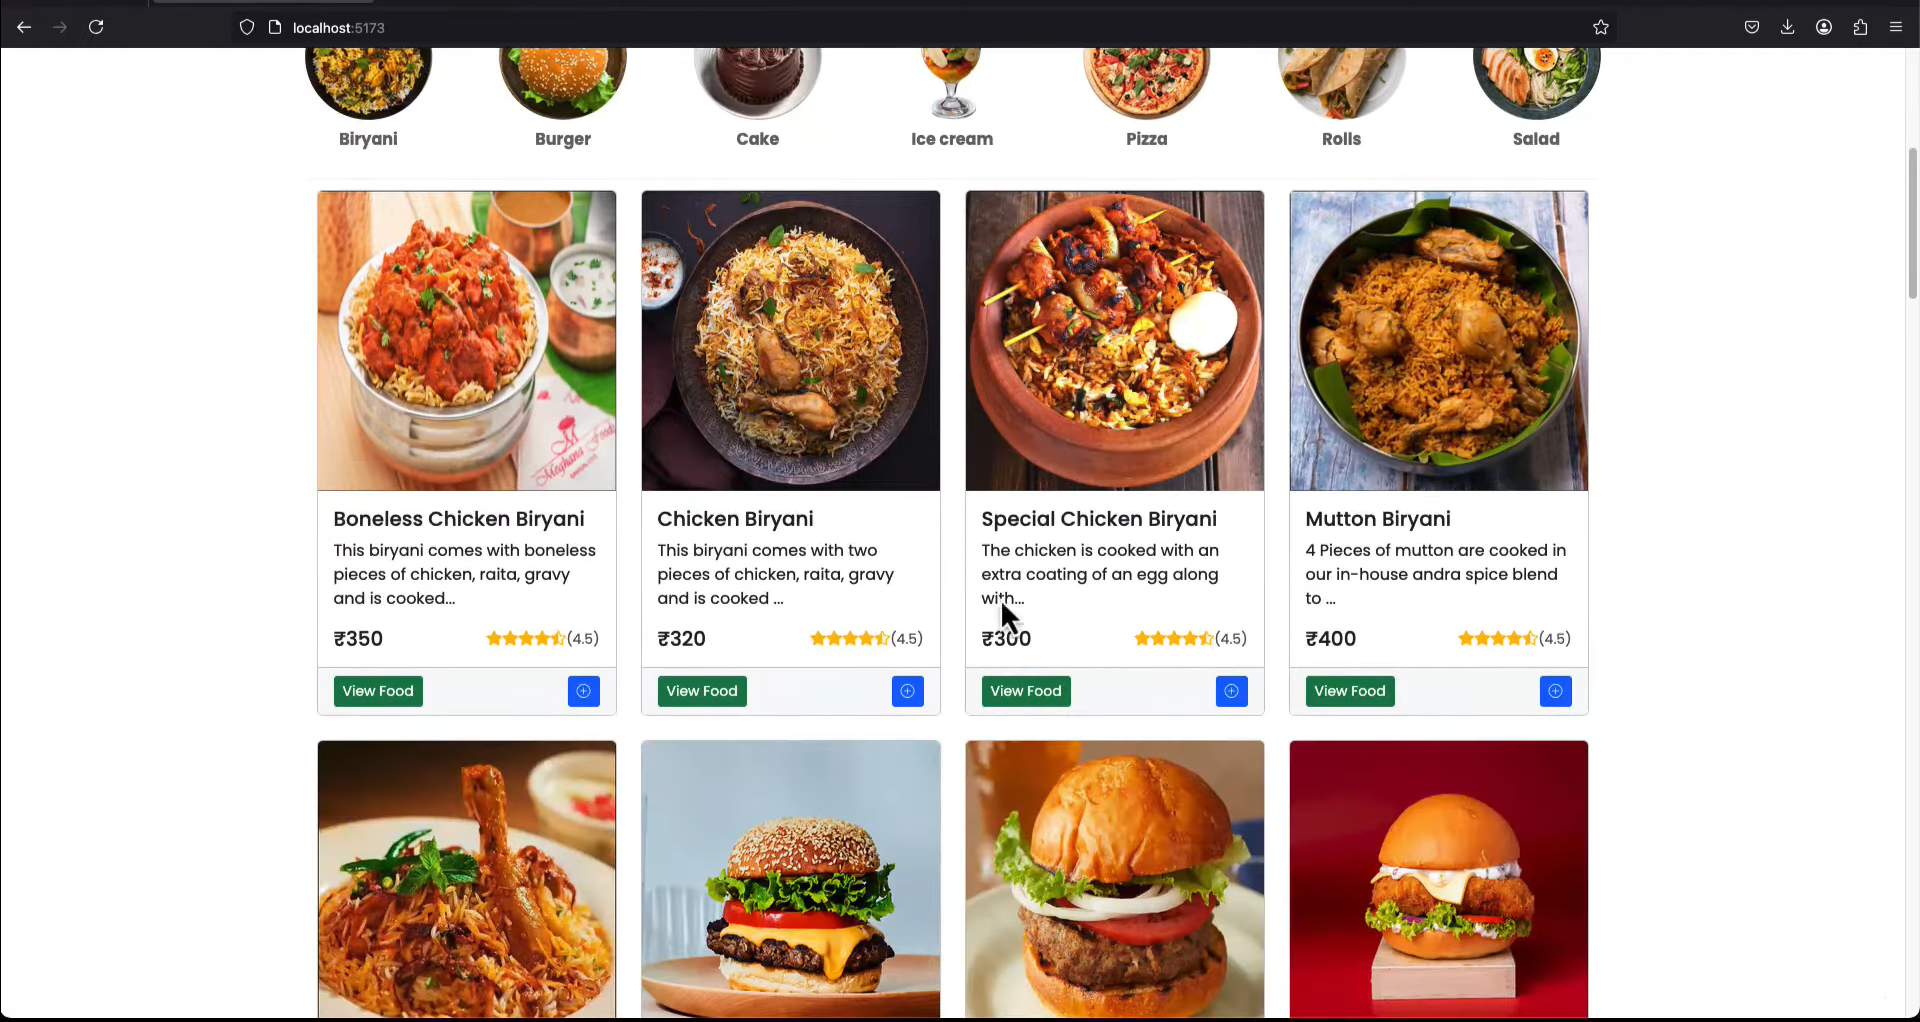 localhost:5173
Biryani Burger Cake Ice cream Pizza Rolls Salad
Meghana Foods
Boneless Chicken Biryani
This biryani comes with boneless
pieces of chicken, raita, gravy
and is cooked...
₹350 (4.5)
View Food
Chicken Biryani
This biryani comes with two
pieces of chicken, raita, gravy
and is cooked ...
₹320 (4.5)
View Food
Special Chicken Biryani
The chicken is cooked with an
extra coating of an egg along
with...
₹300 (4.5)
View Food
Mutton Biryani
4 Pieces of mutton are cooked in
our in-house andra spice blend
to ...
₹400 (4.5)
View Food